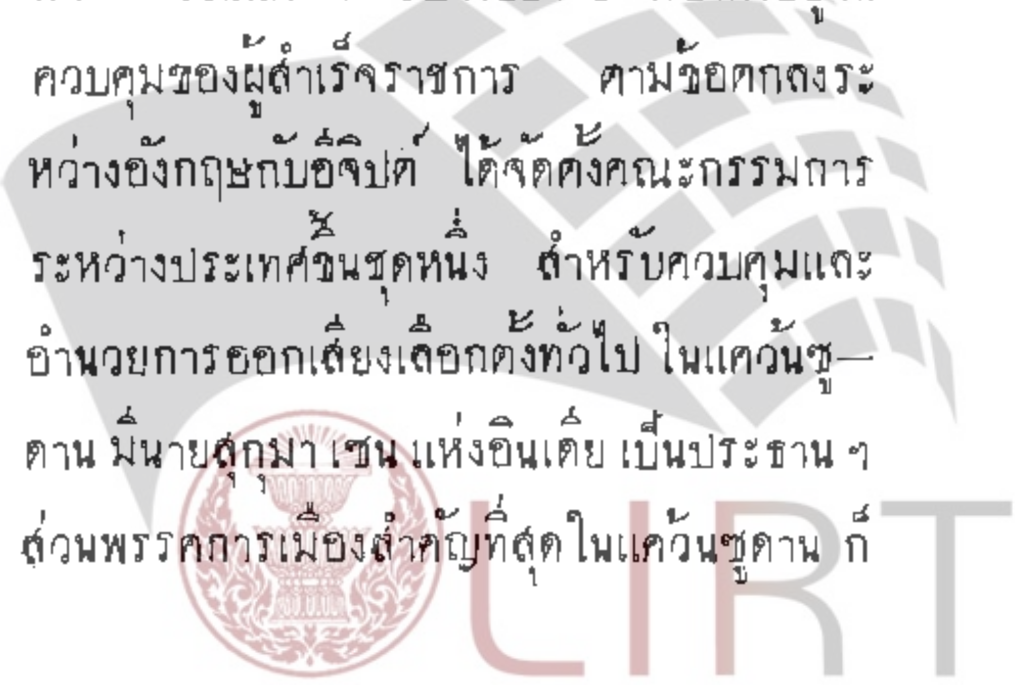 ควบคุมของผู้สำเร็จราชการ ตามข้อตกลงระ
หว่างอังกฤษกับอียิปต์ ได้จัดตั้งคณะกรรมการ
ระหว่างประเทศขึ้นชุดหนึ่ง สำหรับควบคุมและ
อำนวยการออกเสียงเลือกตั้งทั่วไป ในแคว้นซู—
ดาน มีนายสุกุมา เซน แห่งอินเดีย เป็นประธาน ๆ
ส่วนพรรคการเมืองสำคัญที่สุดในแคว้นซูดาน ก็
LIRT